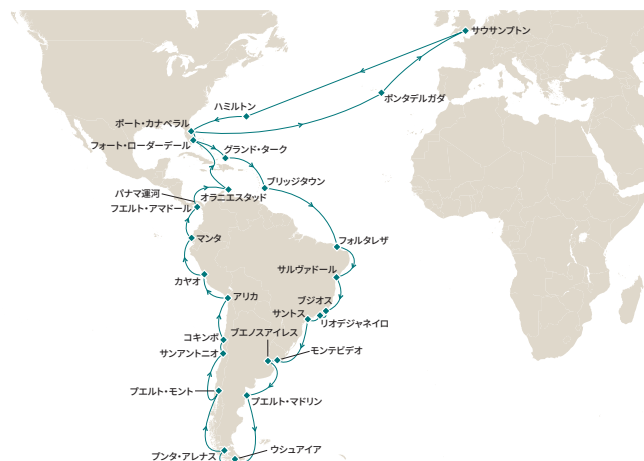 サウサンプトン
ポンタデルガダ
ハミルトン
ポート・カナベラル
フォート・ローダーデール
グランド・ターク
ブリッジタウン
パナマ運河
オラニエスタッド
フエルト・アマドール
マンタ
フォルタレザ
カヤオ
サルヴァドール
アリカ
ブジオス
サントス
リオデジャネイロ
コキンボ
ブエノスアイレス
サンアントニオ
モンテビデオ
プエルト・モント
プエルト・マドリン
プンタ・アレナス
ウシュアイア